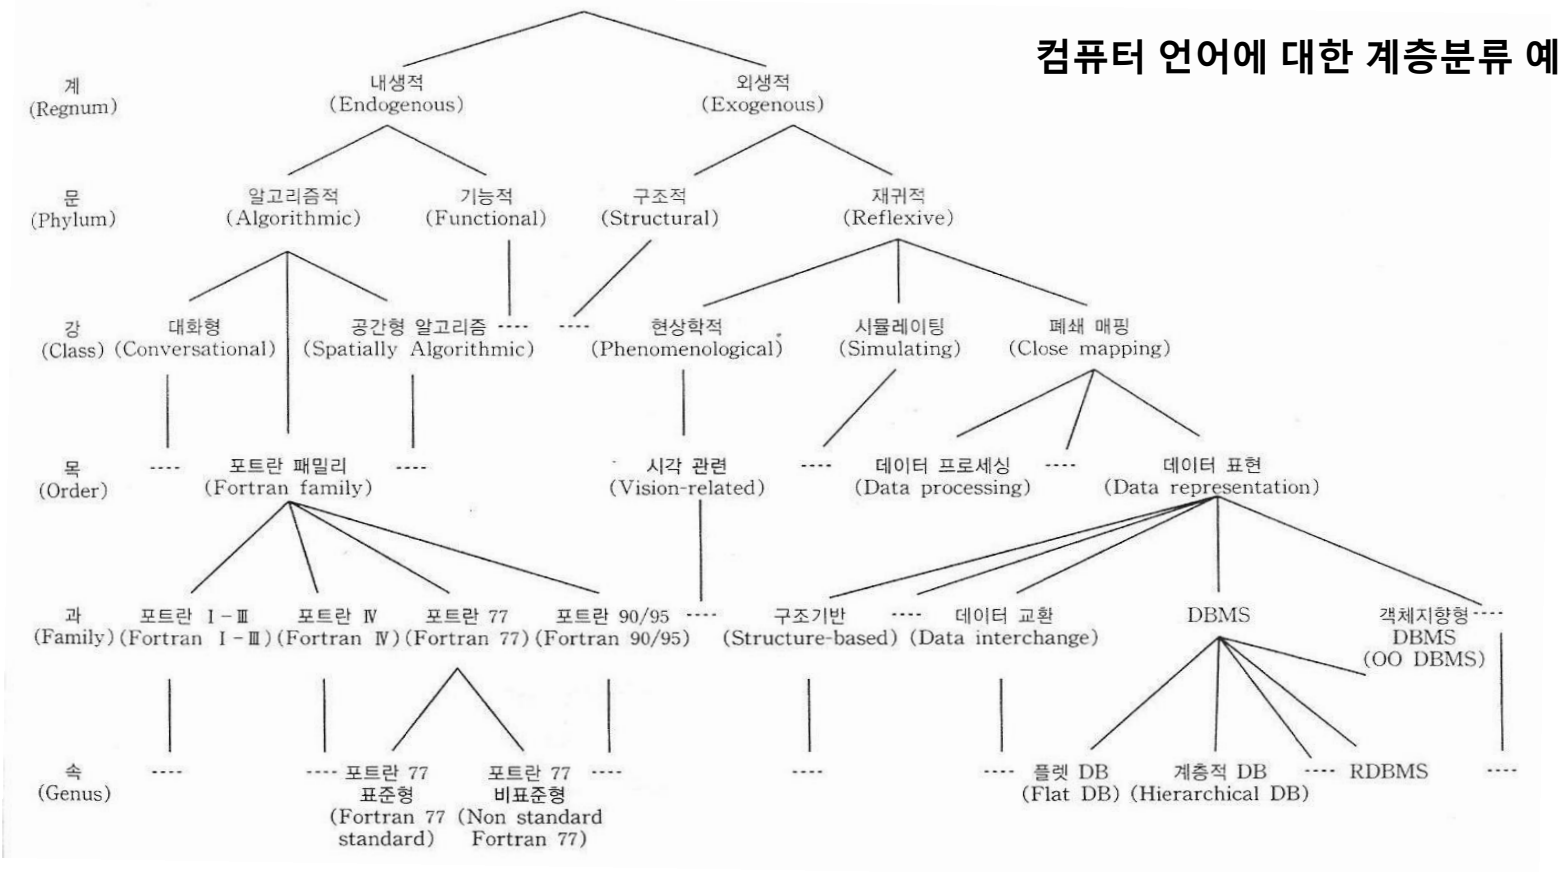 컴퓨터 언어에 대한 계층분류 예
계 내생적 외생적
(Regnum) (Endogenous) (Exogenous)
문 알고리즘적 기능적 구조적 재귀적
(Phylum) (Algorithmic) (Functional) (Structural) (Reflexive)
강 대화형 공간형 알고리즘 ---- ---- 현상학적 시뮬레이팅 폐쇄 매핑
(Class) (Conversational) (Spatially Algorithmic) (Phenomenological) (Simulating) (Close mapping)
목 ---- 포트란 패밀리 ---- 시각 관련 ---- 데이터 프로세싱 ---- 데이터 표현
(Order) (Fortran family) (Vision-related) (Data processing) (Data representation)
과 포트란 Ⅰ-Ⅲ 포트란 Ⅳ 포트란 77 포트란 90/95 ---- 구조기반 ---- 데이터 교환 DBMS 객체지향형 ----
(Family) (Fortran Ⅰ-Ⅲ) (Fortran Ⅳ) (Fortran 77) (Fortran 90/95) (Structure-based) (Data interchange) DBMS
(OO DBMS)
속 ---- ---- 포트란 77 포트란 77 ---- ---- ---- 플렛 DB 계층적 DB ---- RDBMS ----
(Genus) 표준형 비표준형 (Flat DB) (Hierarchical DB)
(Fortran 77 (Non standard
standard) Fortran 77)